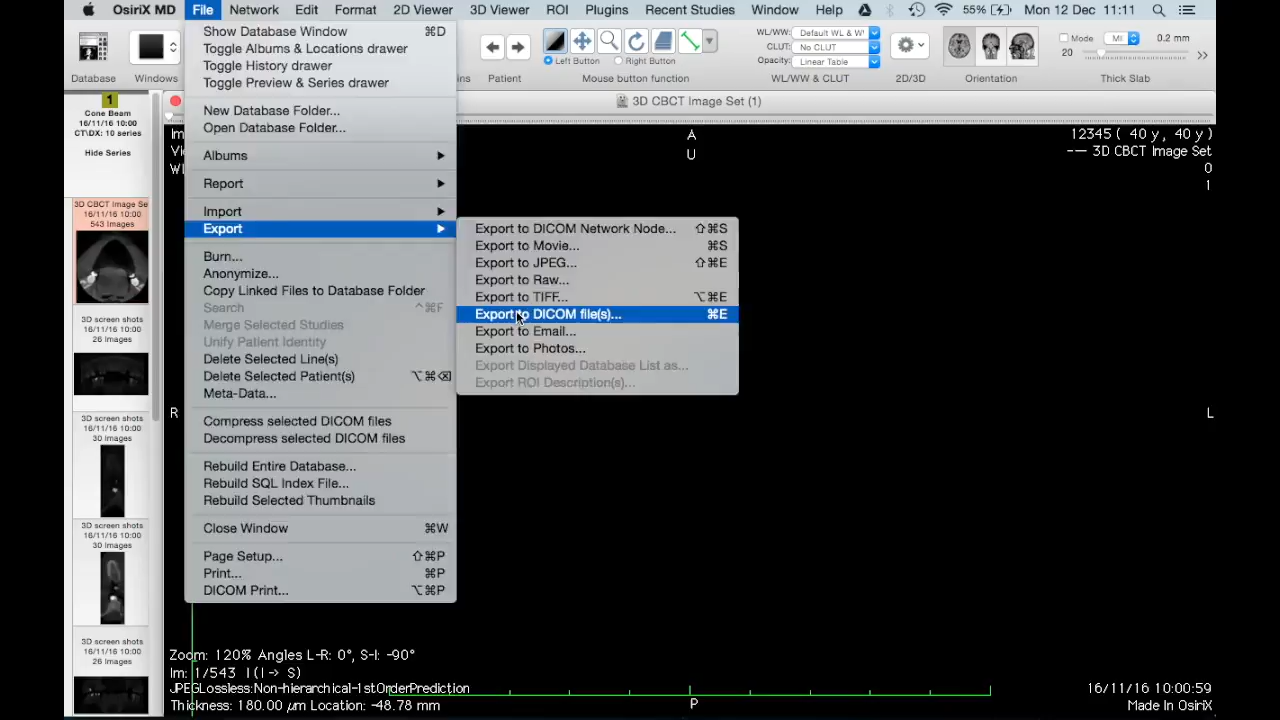 OsiriX MD File Network Edit Format 2D Viewer 3D Viewer ROI Plugins Recent Studies Window Help 55% Mon 12 Dec 11:11
Database Windows
Patient
Left Button Right Button
Mouse button function
WL/WW: Default WL & W
CLUT: No CLUT
Opacity: Linear Table
WL/WW & CLUT
2D/3D
Orientation
Mode MI 0.2 mm
20
Thick Slab
3D CBCT Image Set (1)
1
Cone Beam
16/11/16 10:00
CT\DX: 10 series
Hide Series
3D CBCT Image Se
16/11/16 10:00
543 Images
3D screen shots
16/11/16 10:00
26 Images
3D screen shots
16/11/16 10:00
30 Images
3D screen shots
16/11/16 10:00
30 Images
3D screen shots
16/11/16 10:00
26 Images
Show Database Window ⌘D
Toggle Albums & Locations drawer
Toggle History drawer
Toggle Preview & Series drawer
New Database Folder...
Open Database Folder...
Albums
Report
Import
Export
Burn...
Anonymize...
Copy Linked Files to Database Folder
Search ^⌘F
Merge Selected Studies
Unify Patient Identity
Delete Selected Line(s)
Delete Selected Patient(s) ⌥⌘⌫
Meta-Data...
Compress selected DICOM files
Decompress selected DICOM files
Rebuild Entire Database...
Rebuild SQL Index File...
Rebuild Selected Thumbnails
Close Window ⌘W
Page Setup... ⇧⌘P
Print... ⌘P
DICOM Print... ⌥⌘P
Export to DICOM Network Node... ⇧⌘S
Export to Movie... ⌘S
Export to JPEG... ⇧⌘E
Export to Raw...
Export to TIFF... ⌥⌘E
Export to DICOM file(s)... ⌘E
Export to Email...
Export to Photos...
Export Displayed Database List as...
Export ROI Description(s)...
A
U
12345 ( 40 y, 40 y)
--- 3D CBCT Image Set
0
1
R
L
Zoom: 120% Angles L-R: 0°, S-I: -90°
Im: 1/543 I (I -> S)
JPEGLossless:Non-hierarchical-1stOrderPrediction
Thickness: 180.00 µm Location: -48.78 mm
P
16/11/16 10:00:59
Made In OsiriX